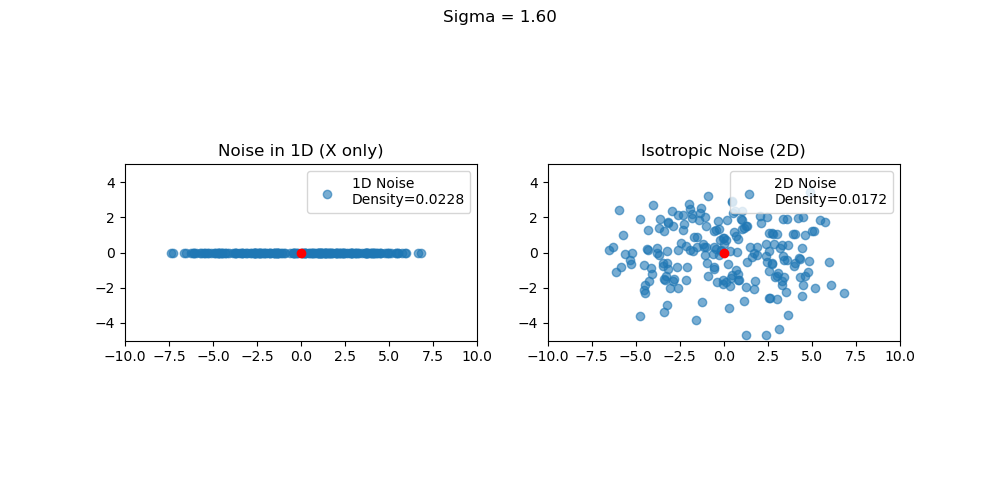 Sigma = 1.60
Noise in 1D (X only)
1D Noise
Density=0.0228
4
2
0
−2
−4
−10.0 −7.5 −5.0 −2.5 0.0 2.5 5.0 7.5 10.0
Isotropic Noise (2D)
2D Noise
Density=0.0172
4
2
0
−2
−4
−10.0 −7.5 −5.0 −2.5 0.0 2.5 5.0 7.5 10.0